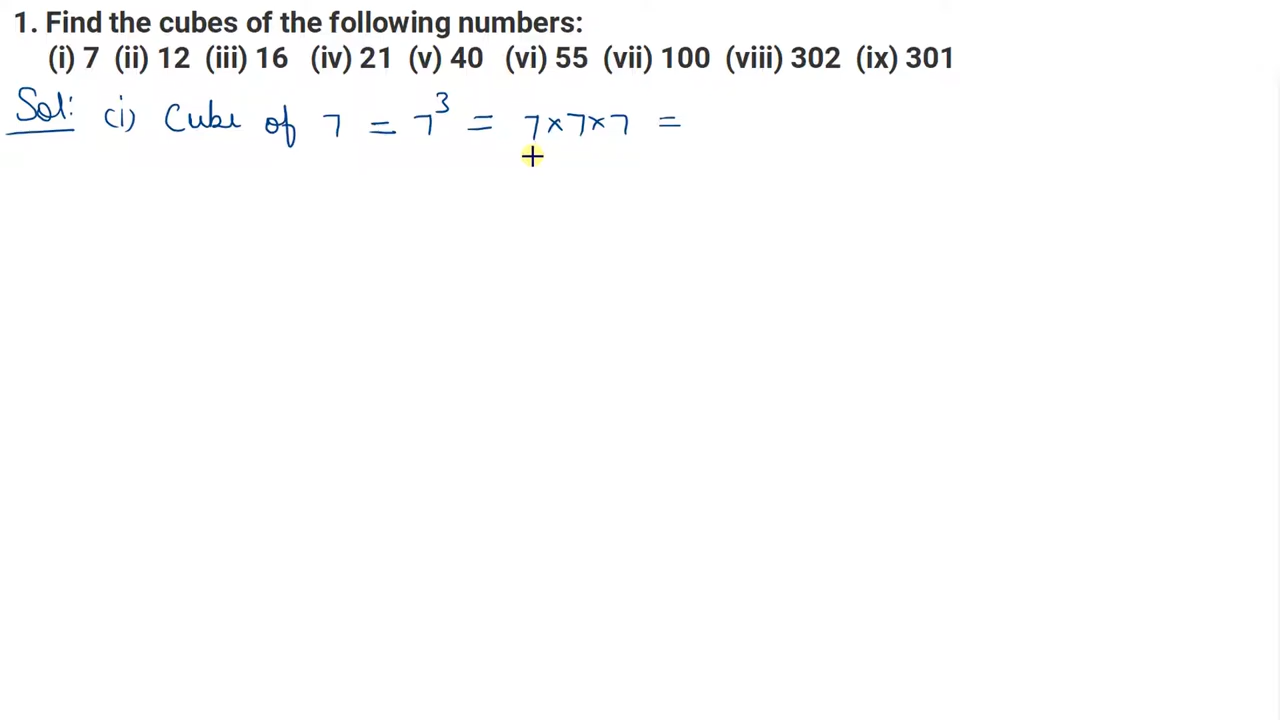 1. Find the cubes of the following numbers:
(i) 7 (ii) 12 (iii) 16 (iv) 21 (v) 40 (vi) 55 (vii) 100 (viii) 302 (ix) 301
Sol: (i) Cube of 7 = 7³ = 7×7×7 =